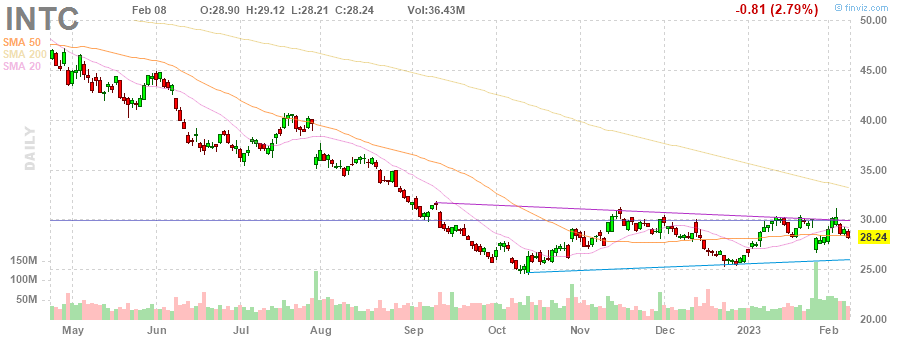 INTC Feb 08 O:28.90 H:29.12 L:28.21 C:28.24 Vol:36.43M -0.81 (2.79%) © finviz.com
SMA 50
SMA 200
SMA 20
DAILY
50.00
45.00
40.00
35.00
30.00
28.24
25.00
20.00
150M
100M
50M
May Jun Jul Aug Sep Oct Nov Dec 2023 Feb